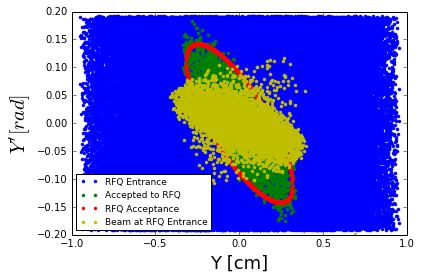 0.20
0.15
0.10
0.05
0.00
−0.05
−0.10
−0.15
−0.20
Y′ [rad]
RFQ Entrance
Accepted to RFQ
RFQ Acceptance
Beam at RFQ Entrance
−1.0 −0.5 0.0 0.5 1.0
Y [cm]